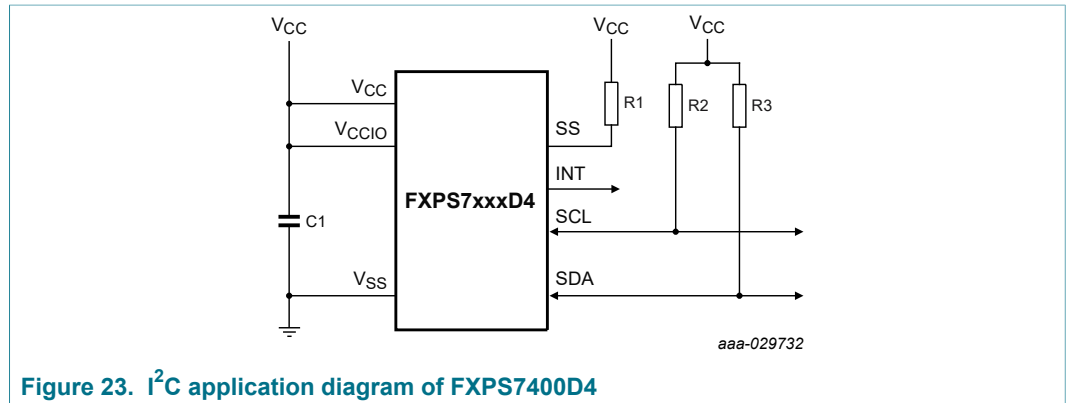 VCC
VCC
VCC
VCC
R1
R2
R3
VCCIO
SS
INT
FXPS7xxxD4
SCL
C1
VSS
SDA
aaa-029732
Figure 23. I2C application diagram of FXPS7400D4